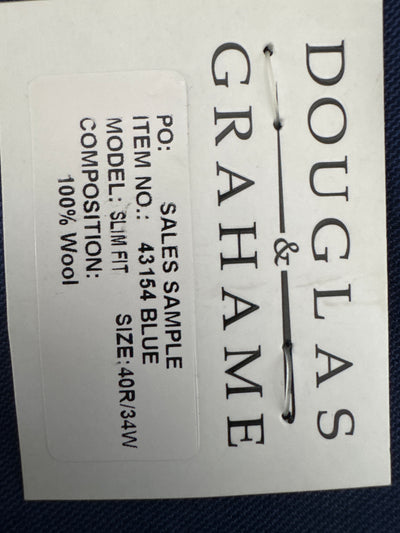 DOUGLAS
&
GRAHAME
PO: SALES SAMPLE
ITEM NO.: 43154 BLUE
MODEL: SLIM FIT SIZE: 40R/34W
COMPOSITION:
100% Wool